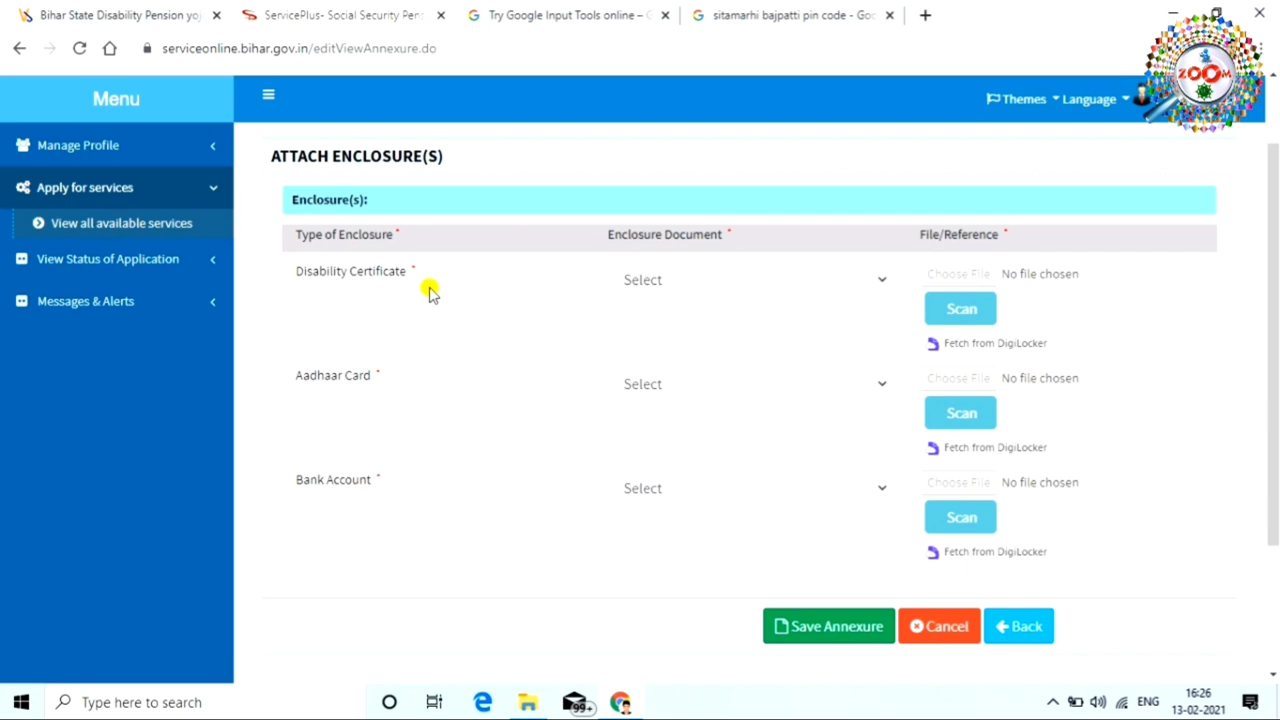 Bihar State Disability Pension yoj
ServicePlus- Social Security Pen
Try Google Input Tools online –
sitamarhi bajpatti pin code - Goo
serviceonline.bihar.gov.in/editViewAnnexure.do
ZOOM
Menu
Themes Language
Manage Profile
Apply for services
View all available services
View Status of Application
Messages & Alerts
ATTACH ENCLOSURE(S)
Enclosure(s):
Type of Enclosure * Enclosure Document * File/Reference *
Disability Certificate * Select Choose File No file chosen
Scan
Fetch from DigiLocker
Aadhaar Card * Select Choose File No file chosen
Scan
Fetch from DigiLocker
Bank Account * Select Choose File No file chosen
Scan
Fetch from DigiLocker
Save Annexure Cancel Back
Type here to search
99+
ENG
16:26
13-02-2021